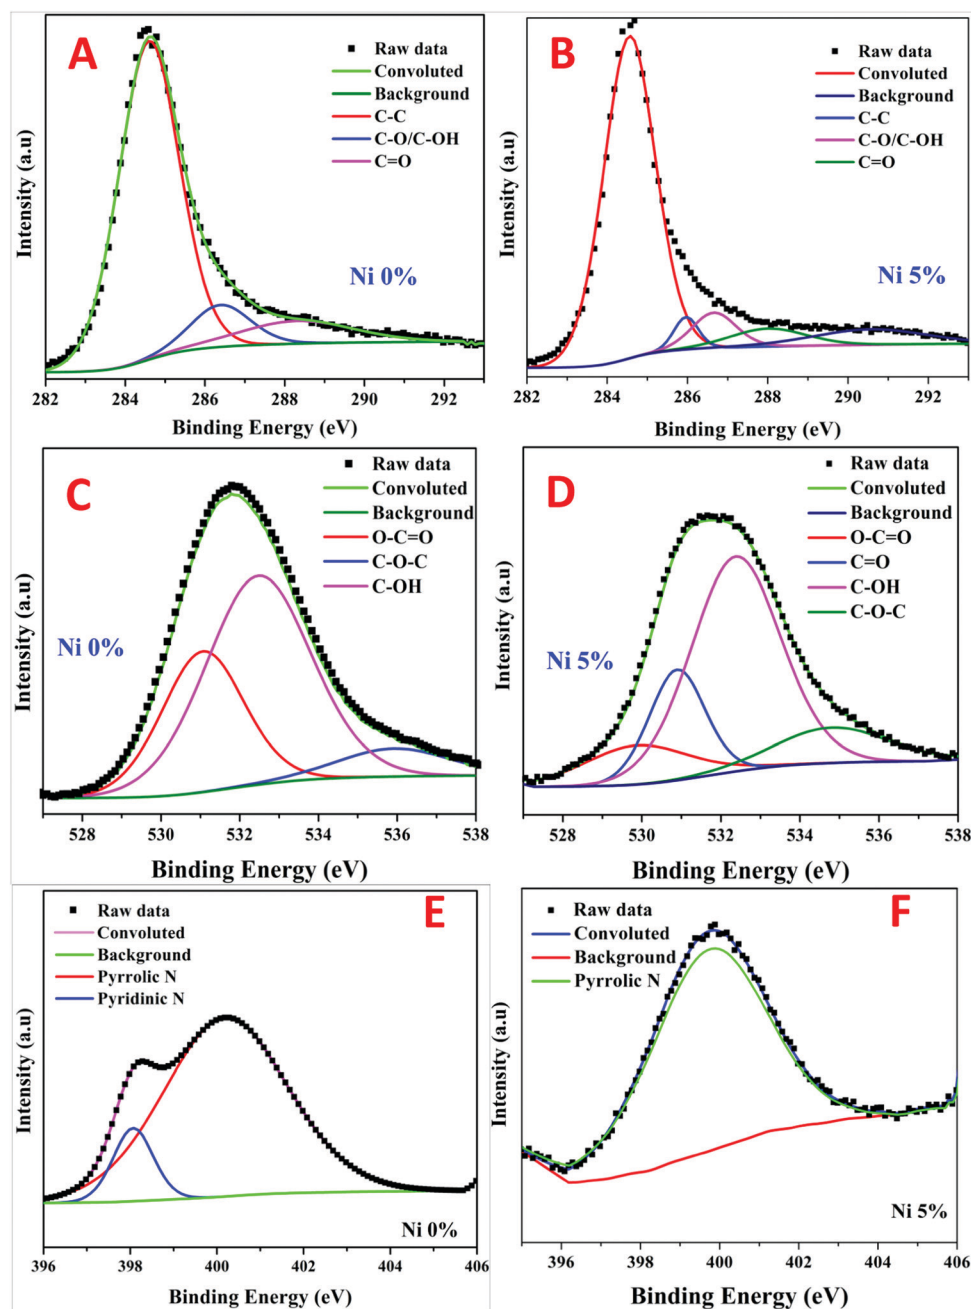 A
Raw data
Convoluted
Background
C-C
C-O/C-OH
C=O
Ni 0%
Intensity (a.u)
282 284 286 288 290 292
Binding Energy (eV)
B
Raw data
Convoluted
Background
C-C
C-O/C-OH
C=O
Ni 5%
Intensity (a.u)
282 284 286 288 290 292
Binding Energy (eV)
C
Raw data
Convoluted
Background
O-C=O
C-O-C
C-OH
Ni 0%
Intensity (a.u)
528 530 532 534 536 538
Binding Energy (eV)
D
Raw data
Convoluted
Background
O-C=O
C=O
C-OH
C-O-C
Ni 5%
Intensity (a.u)
528 530 532 534 536 538
Binding Energy (eV)
E
Raw data
Convoluted
Background
Pyrrolic N
Pyridinic N
Ni 0%
Intensity (a.u)
396 398 400 402 404 406
Binding Energy (eV)
F
Raw data
Convoluted
Background
Pyrrolic N
Ni 5%
Intensity (a.u)
396 398 400 402 404 406
Binding Energy (eV)